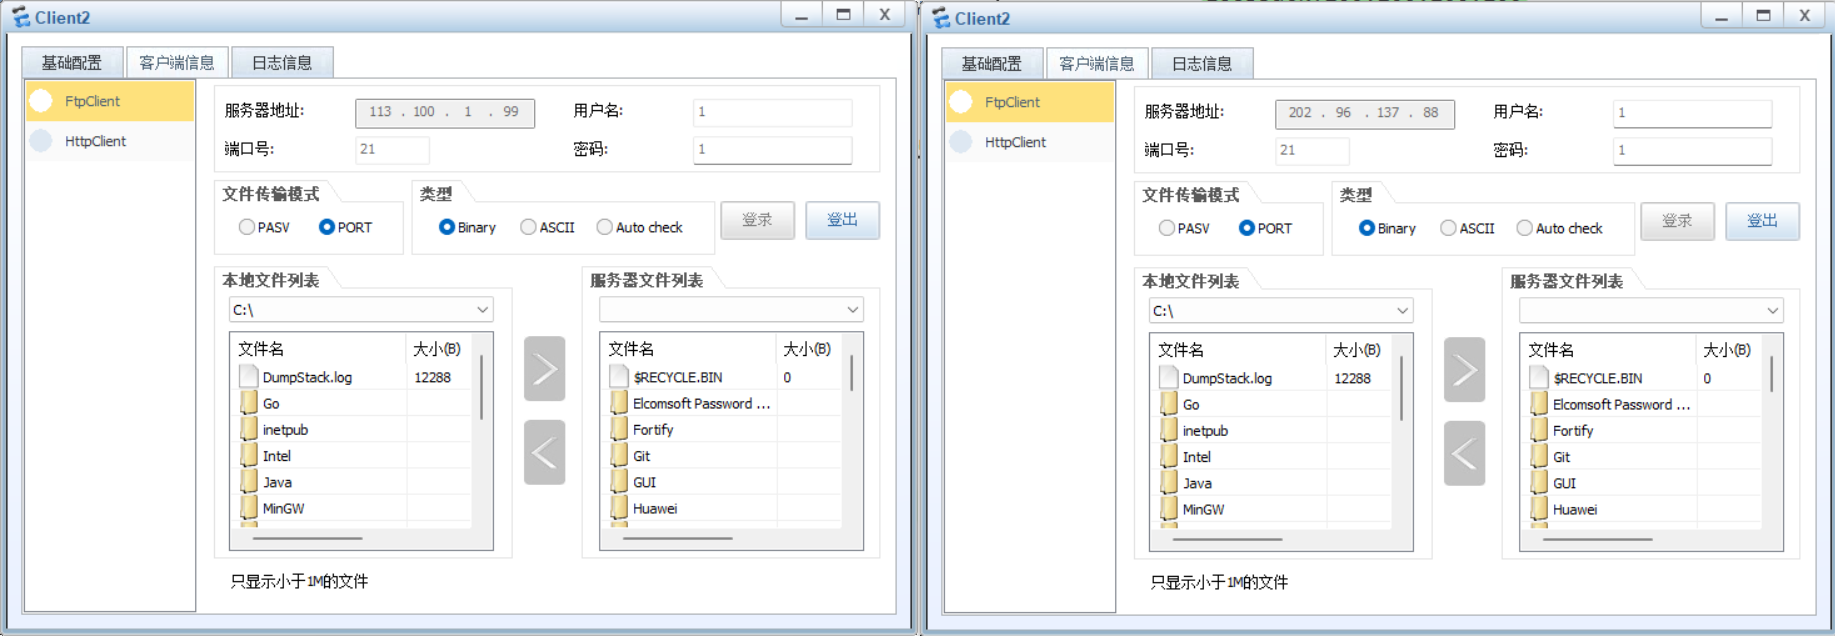 Client2
基础配置 客户端信息 日志信息
FtpClient
HttpClient
服务器地址: 113 . 100 . 1 . 99 用户名: 1
端口号: 21 密码: 1
文件传输模式 类型
PASV PORT Binary ASCII Auto check 登录 登出
本地文件列表 服务器文件列表
C:\
文件名 大小(B) 文件名 大小(B)
DumpStack.log 12288 $RECYCLE.BIN 0
Go Elcomsoft Password ...
inetpub Fortify
Intel Git
Java GUI
MinGW Huawei
只显示小于1M的文件
Client2
基础配置 客户端信息 日志信息
FtpClient
HttpClient
服务器地址: 202 . 96 . 137 . 88 用户名: 1
端口号: 21 密码: 1
文件传输模式 类型
PASV PORT Binary ASCII Auto check 登录 登出
本地文件列表 服务器文件列表
C:\
文件名 大小(B) 文件名 大小(B)
DumpStack.log 12288 $RECYCLE.BIN 0
Go Elcomsoft Password ...
inetpub Fortify
Intel Git
Java GUI
MinGW Huawei
只显示小于1M的文件